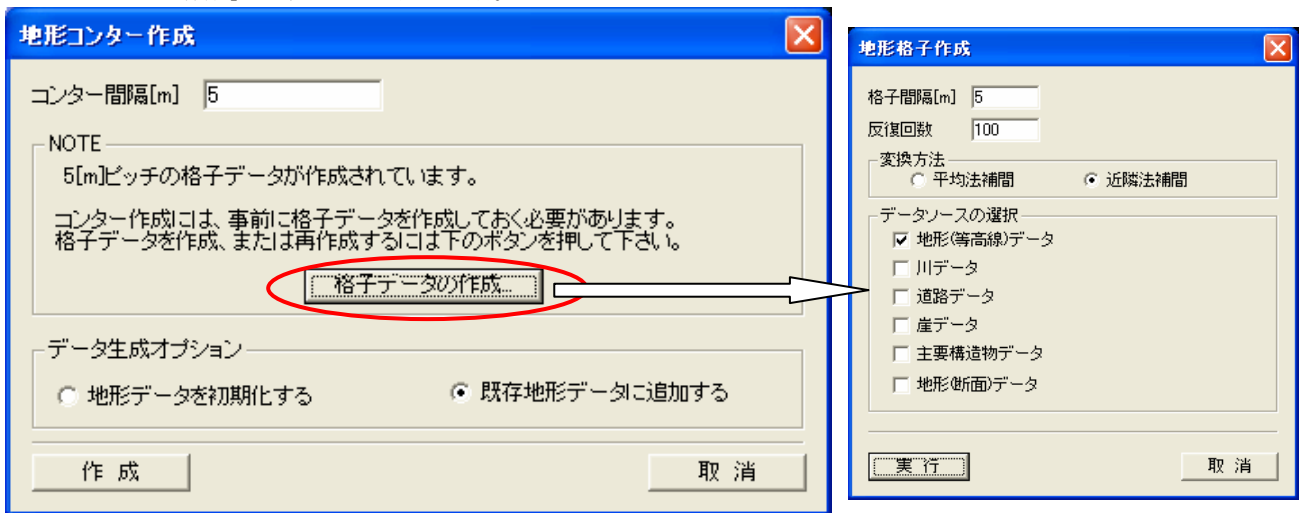 地形コンター作成
コンター間隔[m] 5
NOTE
5[m]ピッチの格子データが作成されています。
コンター作成には、事前に格子データを作成しておく必要があります。
格子データを作成、または再作成するには下のボタンを押して下さい。
格子データの作成...
データ生成オプション
地形データを初期化する
既存地形データに追加する
作 成
取 消
地形格子作成
格子間隔[m] 5
反復回数 100
変換方法
平均法補間
近隣法補間
データソースの選択
地形(等高線)データ
川データ
道路データ
崖データ
主要構造物データ
地形(断面)データ
実 行
取 消